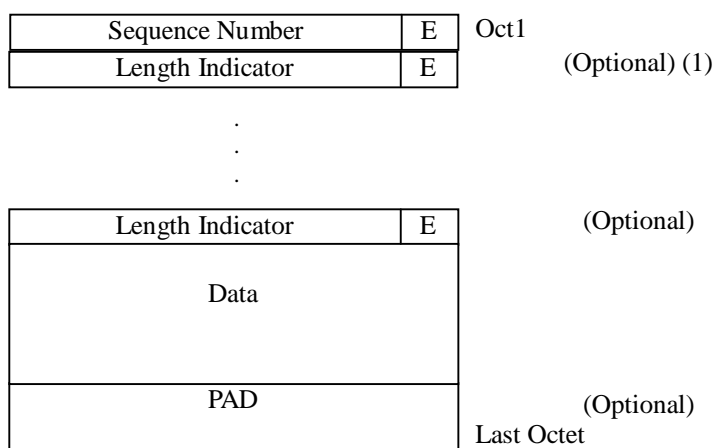 Sequence Number E Oct1
Length Indicator E (Optional) (1)
.
.
.
Length Indicator E (Optional)
Data
PAD (Optional)
Last Octet